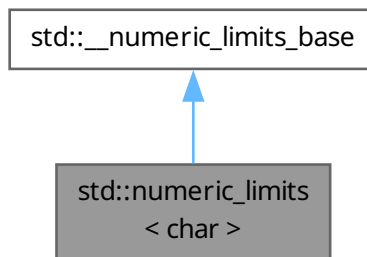 std::__numeric_limits_base
std::numeric_limits
< char >